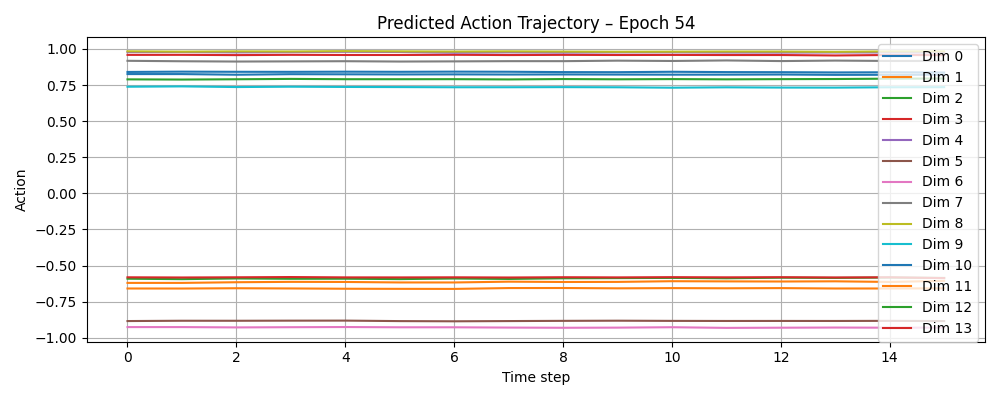 Predicted Action Trajectory – Epoch 54
Action
1.00
0.75
0.50
0.25
0.00
−0.25
−0.50
−0.75
−1.00
0 2 4 6 8 10 12 14
Time step
Dim 0
Dim 1
Dim 2
Dim 3
Dim 4
Dim 5
Dim 6
Dim 7
Dim 8
Dim 9
Dim 10
Dim 11
Dim 12
Dim 13